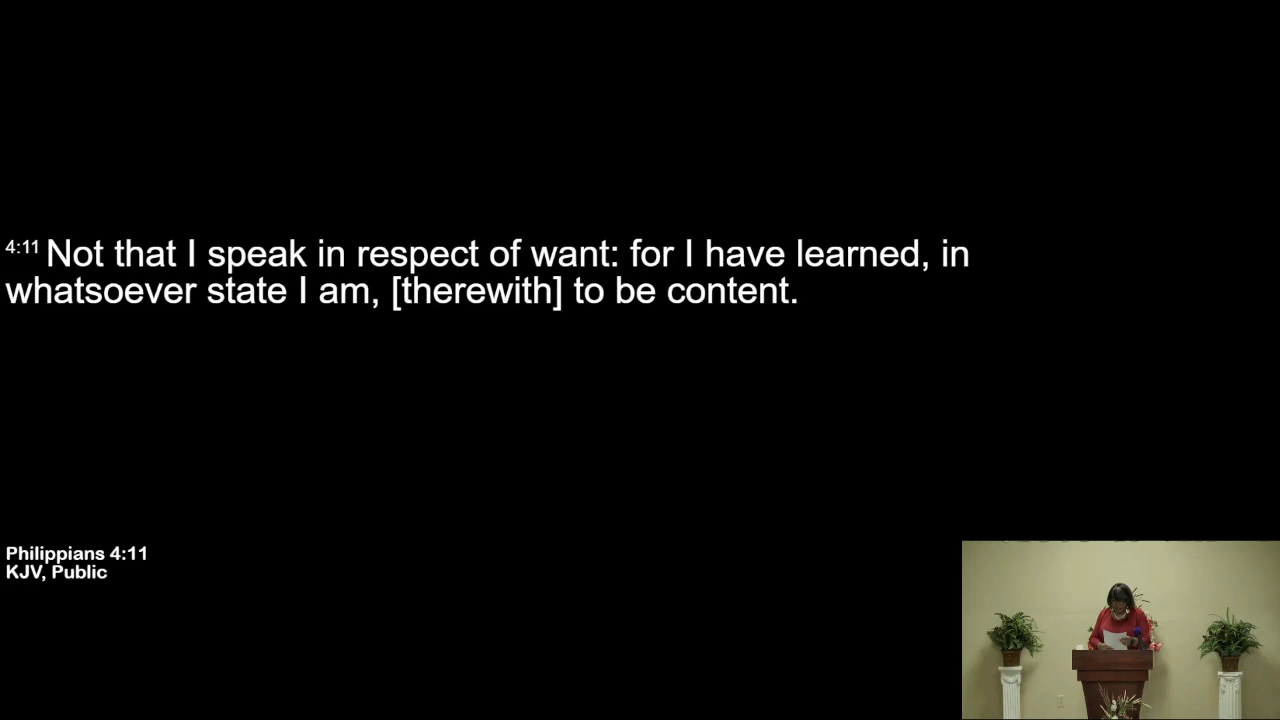 4:11 Not that I speak in respect of want: for I have learned, in
whatsoever state I am, [therewith] to be content.
Philippians 4:11
KJV, Public